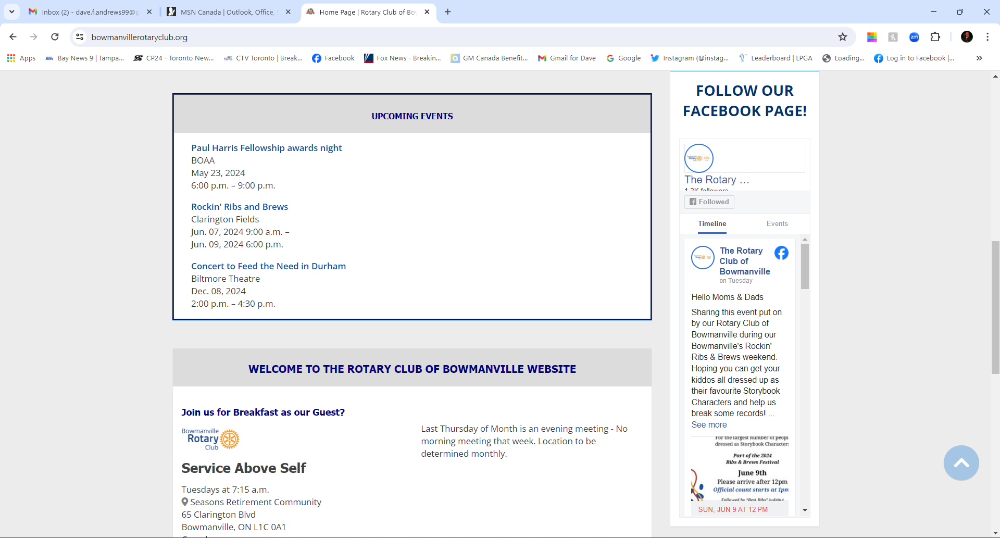 Inbox (2) - dave.f.andrews99@g
MSN Canada | Outlook, Office,
Home Page | Rotary Club of Bo
bowmanvillerotaryclub.org
Apps
Bay News 9 | Tampa...
CP24 - Toronto New...
CTV Toronto | Break...
Facebook
Fox News - Breakin...
GM Canada Benefit...
Gmail for Dave
Google
Instagram (@instag...
Leaderboard | LPGA
Loading...
Log in to Facebook |...
UPCOMING EVENTS
Paul Harris Fellowship awards night
BOAA
May 23, 2024
6:00 p.m. – 9:00 p.m.
Rockin' Ribs and Brews
Clarington Fields
Jun. 07, 2024 9:00 a.m. –
Jun. 09, 2024 6:00 p.m.
Concert to Feed the Need in Durham
Biltmore Theatre
Dec. 08, 2024
2:00 p.m. – 4:30 p.m.
WELCOME TO THE ROTARY CLUB OF BOWMANVILLE WEBSITE
Join us for Breakfast as our Guest?
Bowmanville
Rotary
Club
Service Above Self
Tuesdays at 7:15 a.m.
Seasons Retirement Community
65 Clarington Blvd
Bowmanville, ON L1C 0A1
Last Thursday of Month is an evening meeting - No
morning meeting that week. Location to be
determined monthly.
FOLLOW OUR
FACEBOOK PAGE!
The Rotary ...
1.2K followers
Followed
Timeline
Events
The Rotary
Club of
Bowmanville
on Tuesday
Hello Moms & Dads
Sharing this event put on
by our Rotary Club of
Bowmanville during our
Bowmanville's Rockin'
Ribs & Brews weekend.
Hoping you can get your
kiddos all dressed up as
their favourite Storybook
Characters and help us
break some records! ...
See more
For the largest number of peopl
dressed as Storybook Character
Part of the 2024
Ribs & Brews Festival
June 9th
Please arrive after 12pm
Official count starts at 1pm
Followed by "Best Ribs" judging
SUN, JUN 9 AT 12 PM